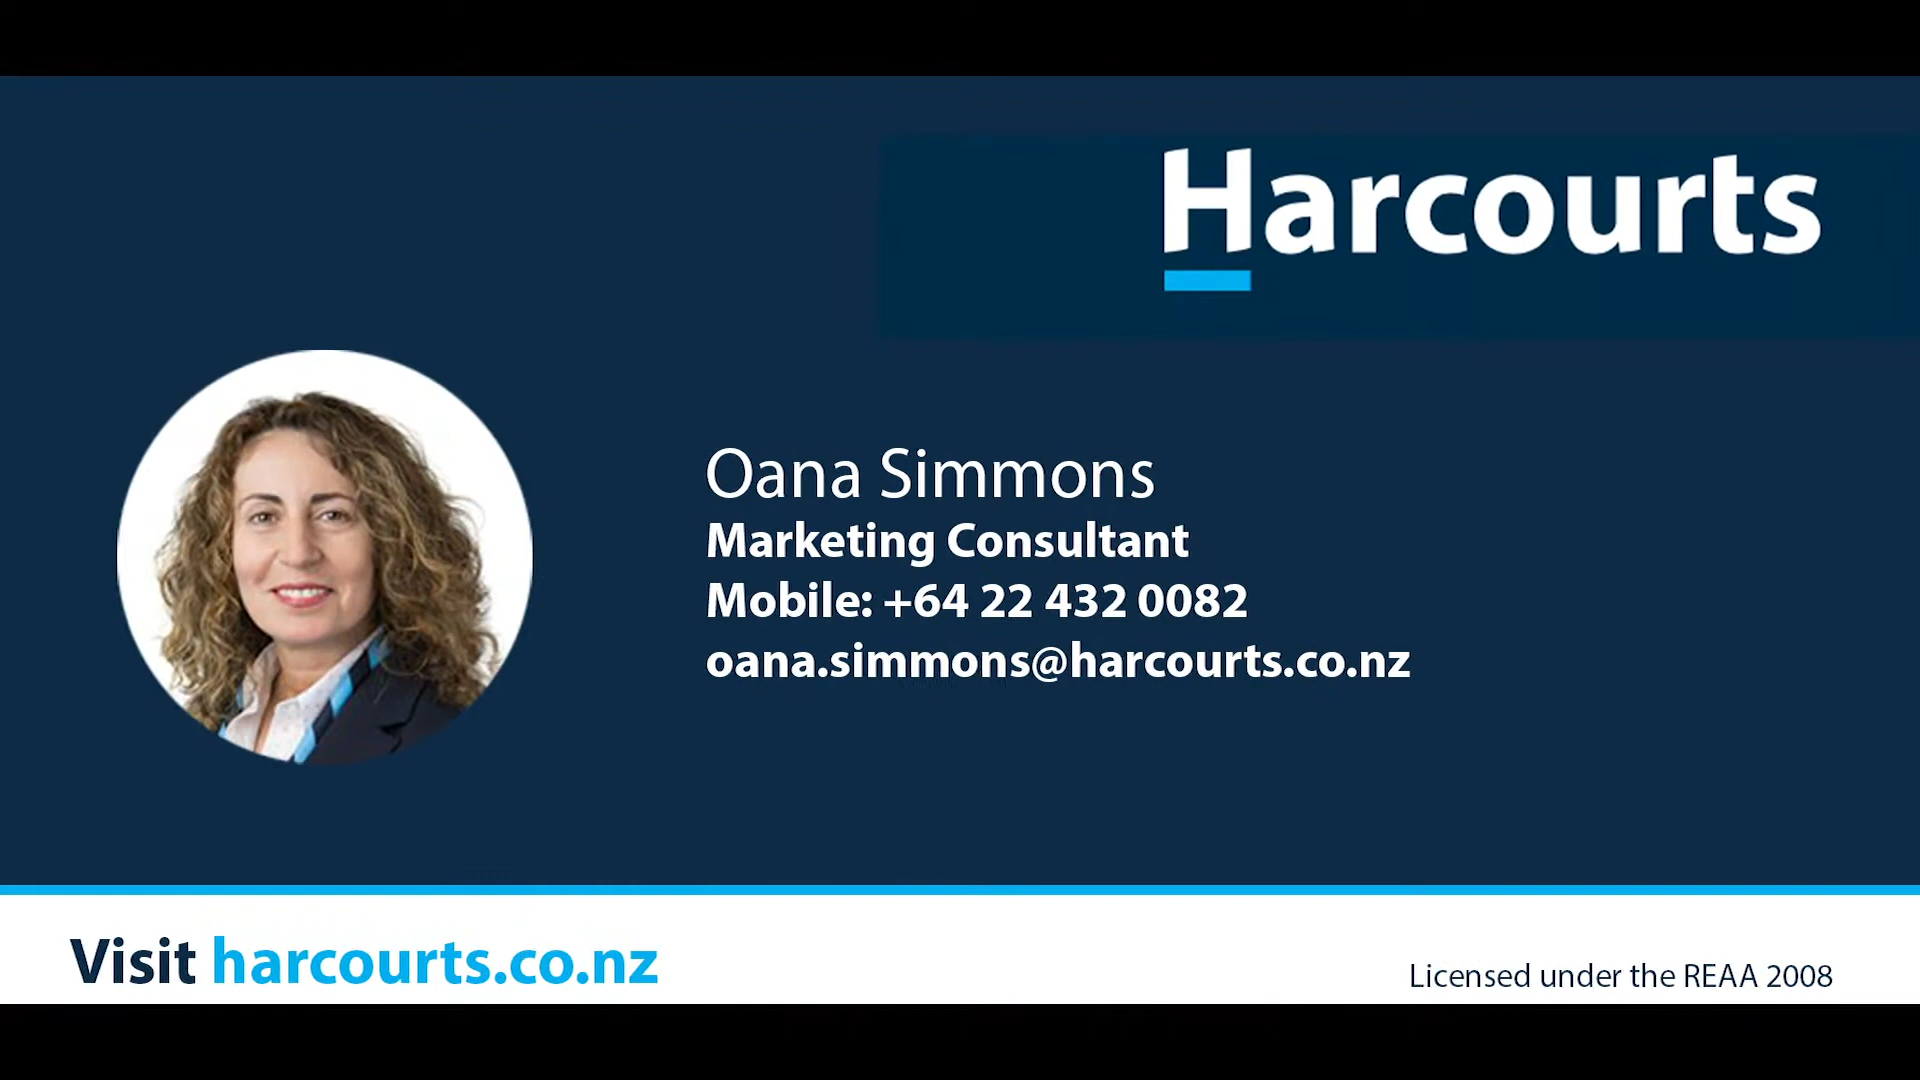 Harcourts
Oana Simmons
Marketing Consultant
Mobile: +64 22 432 0082
oana.simmons@harcourts.co.nz
Visit harcourts.co.nz
Licensed under the REAA 2008